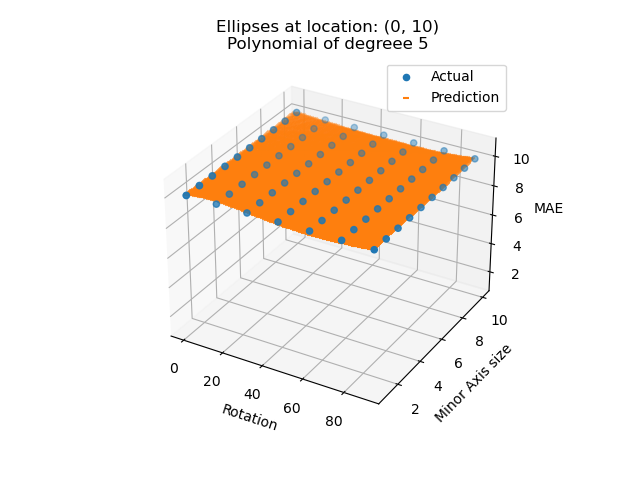 Ellipses at location: (0, 10)
Polynomial of degreee 5
Actual
Prediction
10
8
6
4
2
MAE
10
8
6
4
2
Minor Axis size
0
20
40
60
80
Rotation